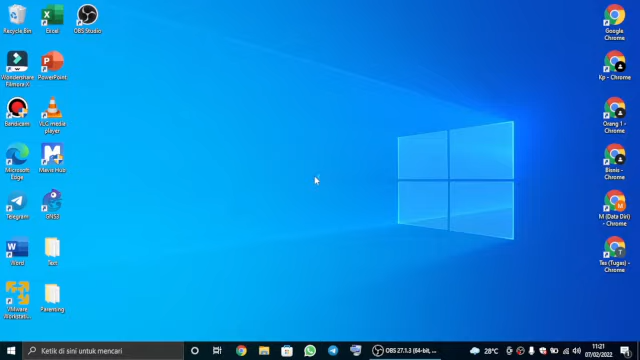 Recycle Bin
Excel
OBS Studio
Wondershare
Filmora X
PowerPoint
Bandicam
VLC media
player
Microsoft
Edge
Mavis Hub
Telegram
GNS3
Word
Text
VMware
Workstati...
Parenting
Google
Chrome
Kp - Chrome
Orang 1 -
Chrome
Bisnis -
Chrome
M (Data Diri)
- Chrome
Tes (Tugas) -
Chrome
Ketik di sini untuk mencari
OBS 27.1.3 (64-bit, ...
28°C
11:21
07/02/2022